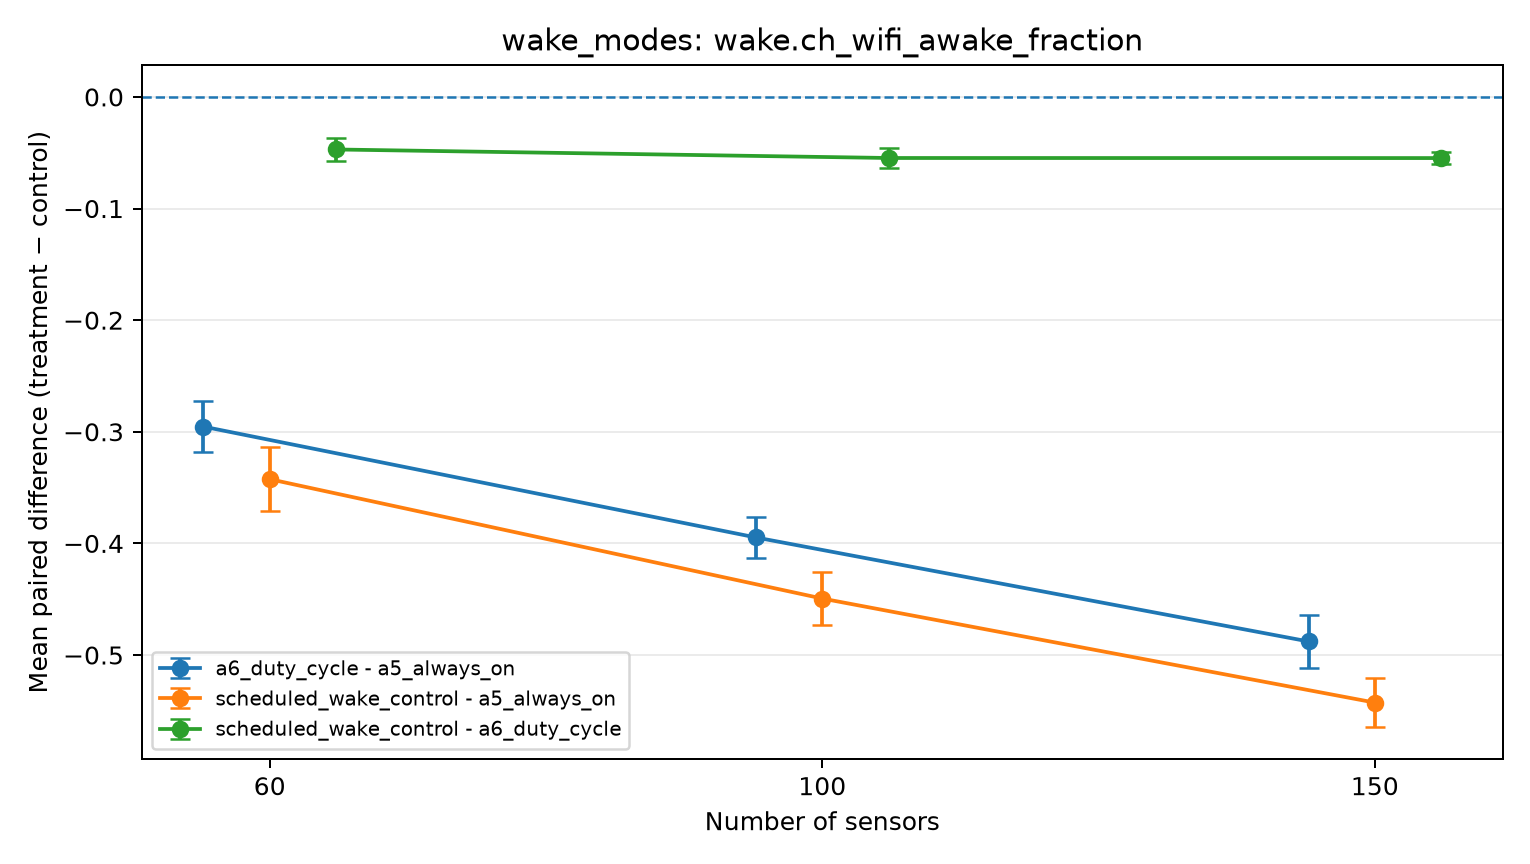 wake_modes: wake.ch_wifi_awake_fraction
Mean paired difference (treatment − control)
0.0
−0.1
−0.2
−0.3
−0.4
−0.5
a6_duty_cycle - a5_always_on
scheduled_wake_control - a5_always_on
scheduled_wake_control - a6_duty_cycle
60
100
150
Number of sensors